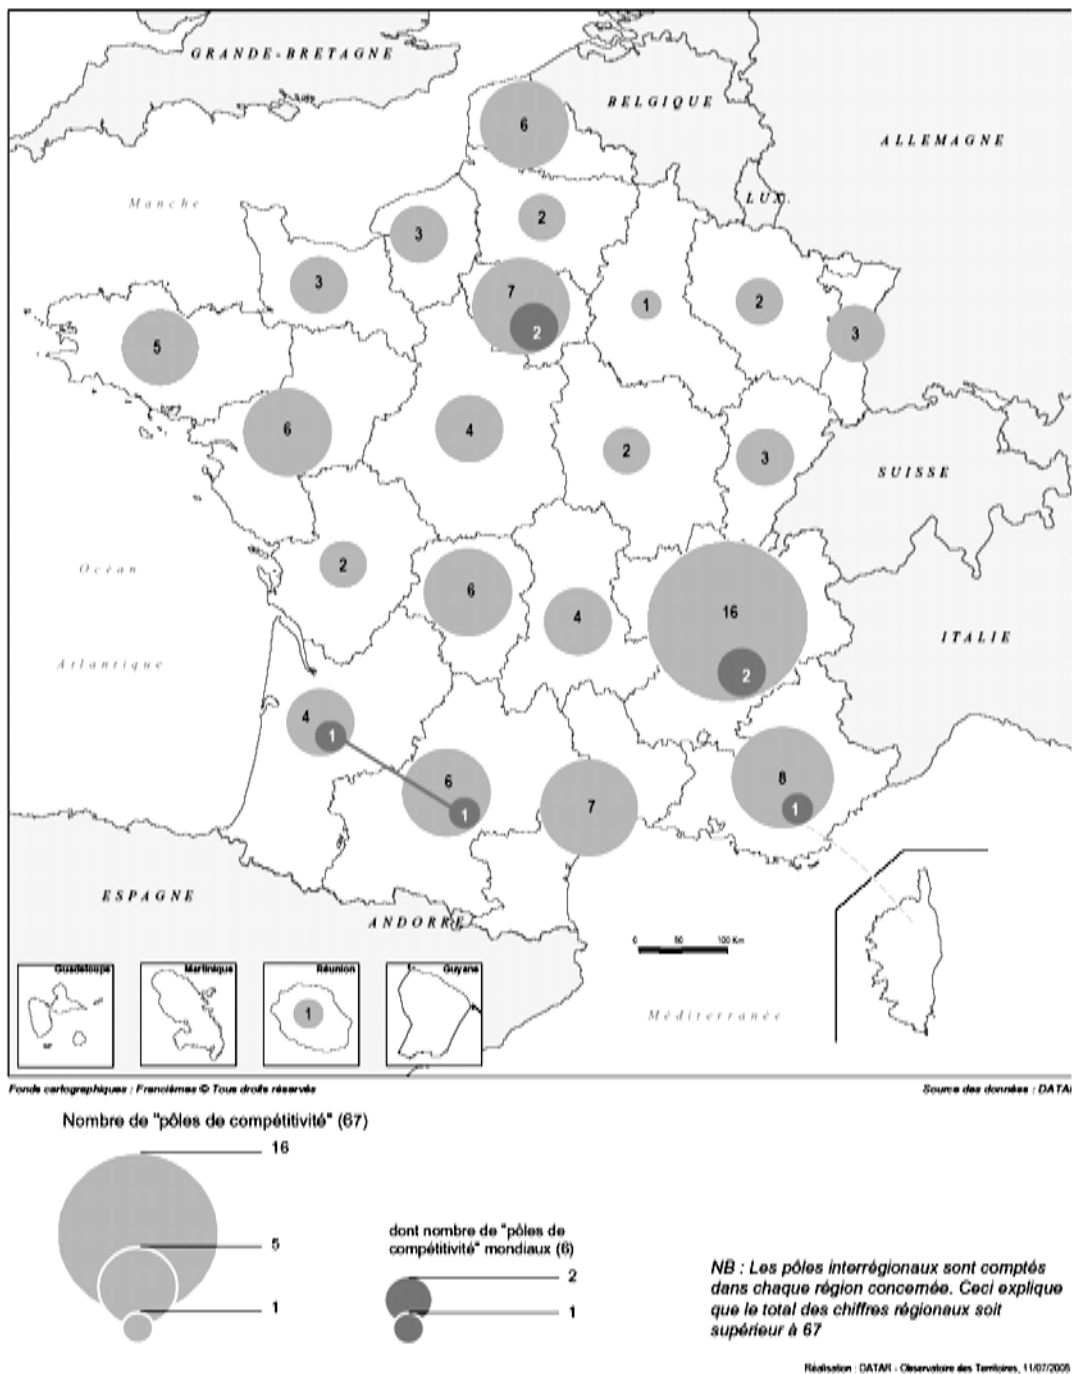 GRANDE-BRETAGNE
BELGIQUE
ALLEMAGNE
LUX.
Manche
6
2
3
3
7
2
1
2
3
5
6
4
2
3
SUISSE
Océan
2
6
4
16
2
ITALIE
Atlantique
4
1
6
1
7
8
1
ESPAGNE
ANDORRE
0 50 100 Km
Guadeloupe
Martinique
Réunion
Guyane
1
Méditerranée
Fonds cartographiques : Francièmes © Tous droits réservés
Source des données : DATAR
Nombre de "pôles de compétitivité" (67)
16
5
1
dont nombre de "pôles de
compétitivité" mondiaux (6)
2
1
NB : Les pôles interrégionaux sont comptés
dans chaque région concernée. Ceci explique
que le total des chiffres régionaux soit
supérieur à 67
Réalisation : DATAR - Observatoire des Territoires, 11/07/2005